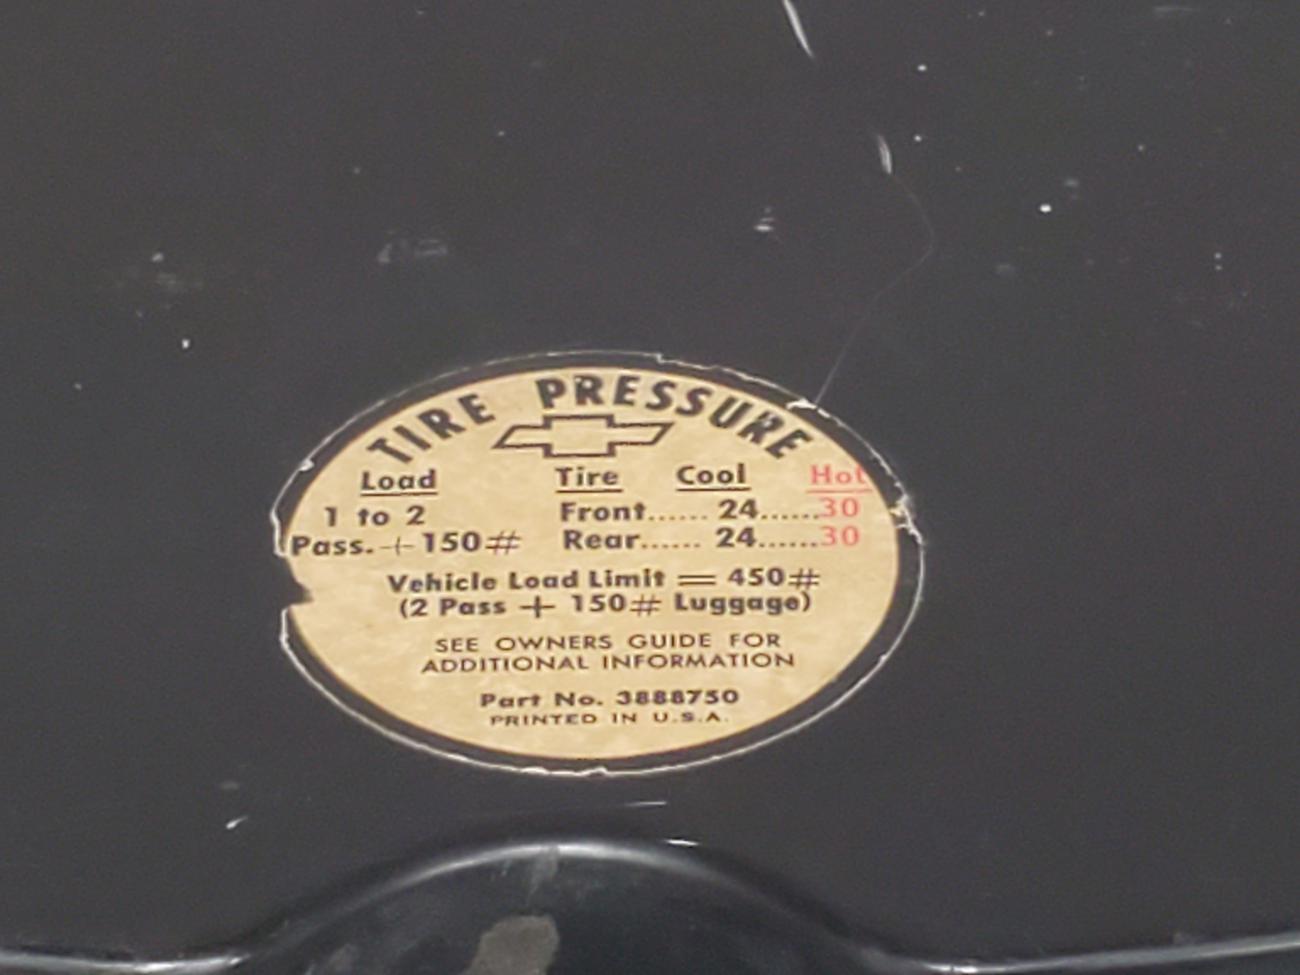 TIRE PRESSURE
Load Tire Cool Hot
1 to 2 Front...... 24......30
Pass. + 150# Rear...... 24......30
Vehicle Load Limit = 450#
(2 Pass + 150# Luggage)
SEE OWNERS GUIDE FOR
ADDITIONAL INFORMATION
Part No. 3888750
PRINTED IN U.S.A.